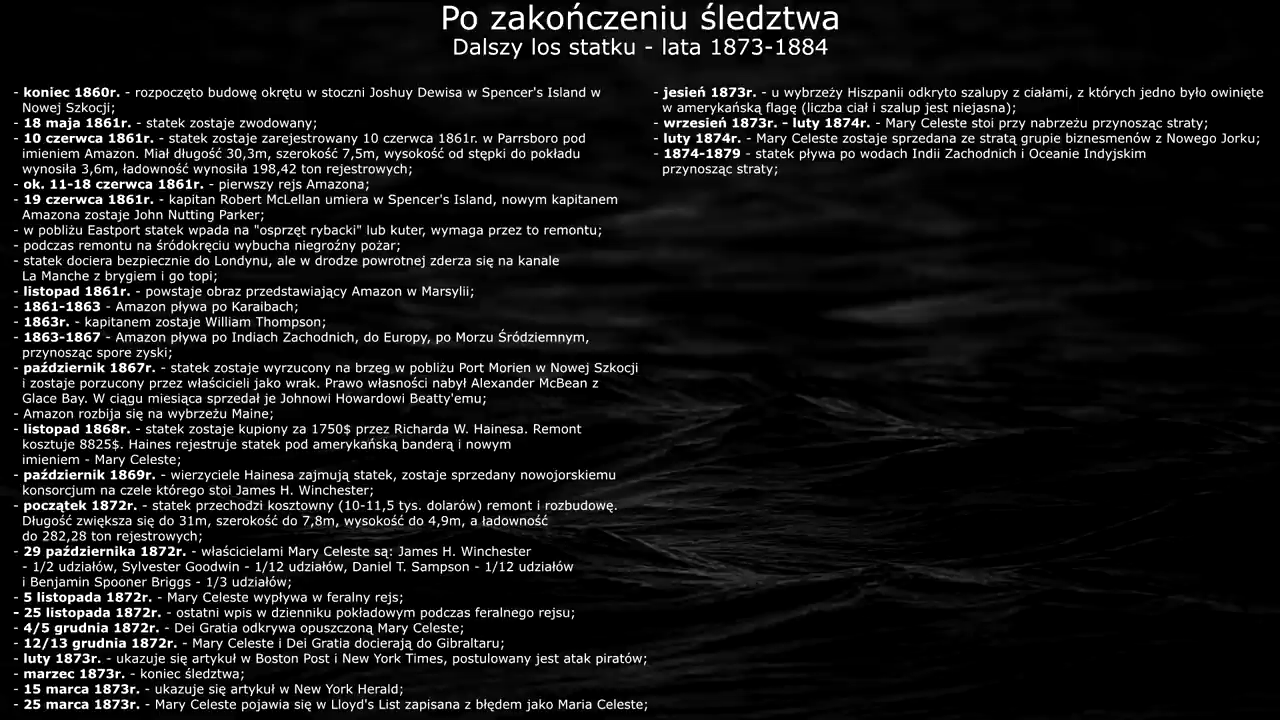 Po zakończeniu śledztwa
Dalszy los statku - lata 1873-1884
- koniec 1860r. - rozpoczęto budowę okrętu w stoczni Joshuy Dewisa w Spencer's Island w
Nowej Szkocji;
- 18 maja 1861r. - statek zostaje zwodowany;
- 10 czerwca 1861r. - statek zostaje zarejestrowany 10 czerwca 1861r. w Parrsboro pod
imieniem Amazon. Miał długość 30,3m, szerokość 7,5m, wysokość od stępki do pokładu
wynosiła 3,6m, ładowność wynosiła 198,42 ton rejestrowych;
- ok. 11-18 czerwca 1861r. - pierwszy rejs Amazona;
- 19 czerwca 1861r. - kapitan Robert McLellan umiera w Spencer's Island, nowym kapitanem
Amazona zostaje John Nutting Parker;
- w pobliżu Eastport statek wpada na "osprzęt rybacki" lub kuter, wymaga przez to remontu;
- podczas remontu na śródokręciu wybucha niegroźny pożar;
- statek dociera bezpiecznie do Londynu, ale w drodze powrotnej zderza się na kanale
La Manche z brygiem i go topi;
- listopad 1861r. - powstaje obraz przedstawiający Amazon w Marsylii;
- 1861-1863 - Amazon pływa po Karaibach;
- 1863r. - kapitanem zostaje William Thompson;
- 1863-1867 - Amazon pływa po Indiach Zachodnich, do Europy, po Morzu Śródziemnym,
przynosząc spore zyski;
- październik 1867r. - statek zostaje wyrzucony na brzeg w pobliżu Port Morien w Nowej Szkocji
i zostaje porzucony przez właścicieli jako wrak. Prawo własności nabył Alexander McBean z
Glace Bay. W ciągu miesiąca sprzedał je Johnowi Howardowi Beatty'emu;
- Amazon rozbija się na wybrzeżu Maine;
- listopad 1868r. - statek zostaje kupiony za 1750$ przez Richarda W. Hainesa. Remont
kosztuje 8825$. Haines rejestruje statek pod amerykańską banderą i nowym
imieniem - Mary Celeste;
- październik 1869r. - wierzyciele Hainesa zajmują statek, zostaje sprzedany nowojorskiemu
konsorcjum na czele którego stoi James H. Winchester;
- początek 1872r. - statek przechodzi kosztowny (10-11,5 tys. dolarów) remont i rozbudowę.
Długość zwiększa się do 31m, szerokość do 7,8m, wysokość do 4,9m, a ładowność
do 282,28 ton rejestrowych;
- 29 października 1872r. - właścicielami Mary Celeste są: James H. Winchester
- 1/2 udziałów, Sylvester Goodwin - 1/12 udziałów, Daniel T. Sampson - 1/12 udziałów
i Benjamin Spooner Briggs - 1/3 udziałów;
- 5 listopada 1872r. - Mary Celeste wypływa w feralny rejs;
- 25 listopada 1872r. - ostatni wpis w dzienniku pokładowym podczas feralnego rejsu;
- 4/5 grudnia 1872r. - Dei Gratia odkrywa opuszczoną Mary Celeste;
- 12/13 grudnia 1872r. - Mary Celeste i Dei Gratia docierają do Gibraltaru;
- luty 1873r. - ukazuje się artykuł w Boston Post i New York Times, postulowany jest atak piratów;
- marzec 1873r. - koniec śledztwa;
- 15 marca 1873r. - ukazuje się artykuł w New York Herald;
- 25 marca 1873r. - Mary Celeste pojawia się w Lloyd's List zapisana z błędem jako Maria Celeste;
- jesień 1873r. - u wybrzeży Hiszpanii odkryto szalupy z ciałami, z których jedno było owinięte
w amerykańską flagę (liczba ciał i szalup jest niejasna);
- wrzesień 1873r. - luty 1874r. - Mary Celeste stoi przy nabrzeżu przynosząc straty;
- luty 1874r. - Mary Celeste zostaje sprzedana ze stratą grupie biznesmenów z Nowego Jorku;
- 1874-1879 - statek pływa po wodach Indii Zachodnich i Oceanie Indyjskim
przynosząc straty;